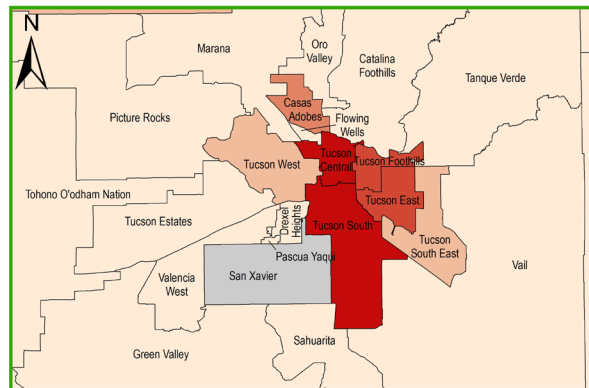 N
Marana
Oro
Valley
Catalina
Foothills
Tanque Verde
Casas
Adobes
Picture Rocks
Flowing
Wells
Tucson West
Tucson
Central
Tucson Foothills
Tohono O'odham Nation
Tucson East
Tucson Estates
Drexel
Heights
Tucson South
Tucson
South East
Pascua Yaqui
San Xavier
Valencia
West
Vail
Sahuarita
Green Valley